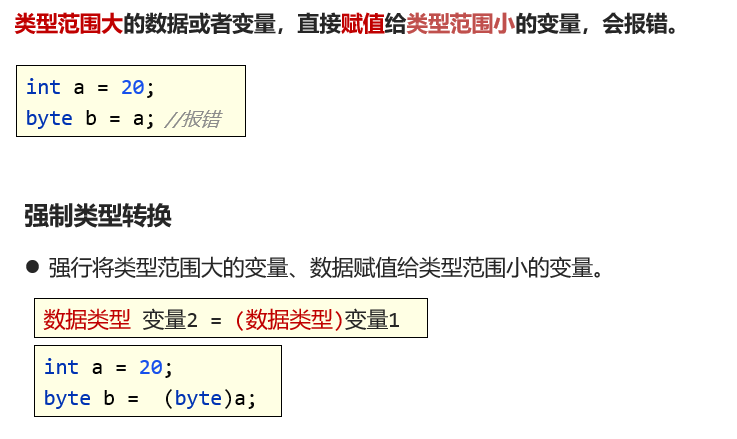 类型范围大的数据或者变量，直接赋值给类型范围小的变量，会报错。
int a = 20;
byte b = a; //报错
强制类型转换
● 强行将类型范围大的变量、数据赋值给类型范围小的变量。
数据类型 变量2 = (数据类型)变量1
int a = 20;
byte b =  (byte)a;